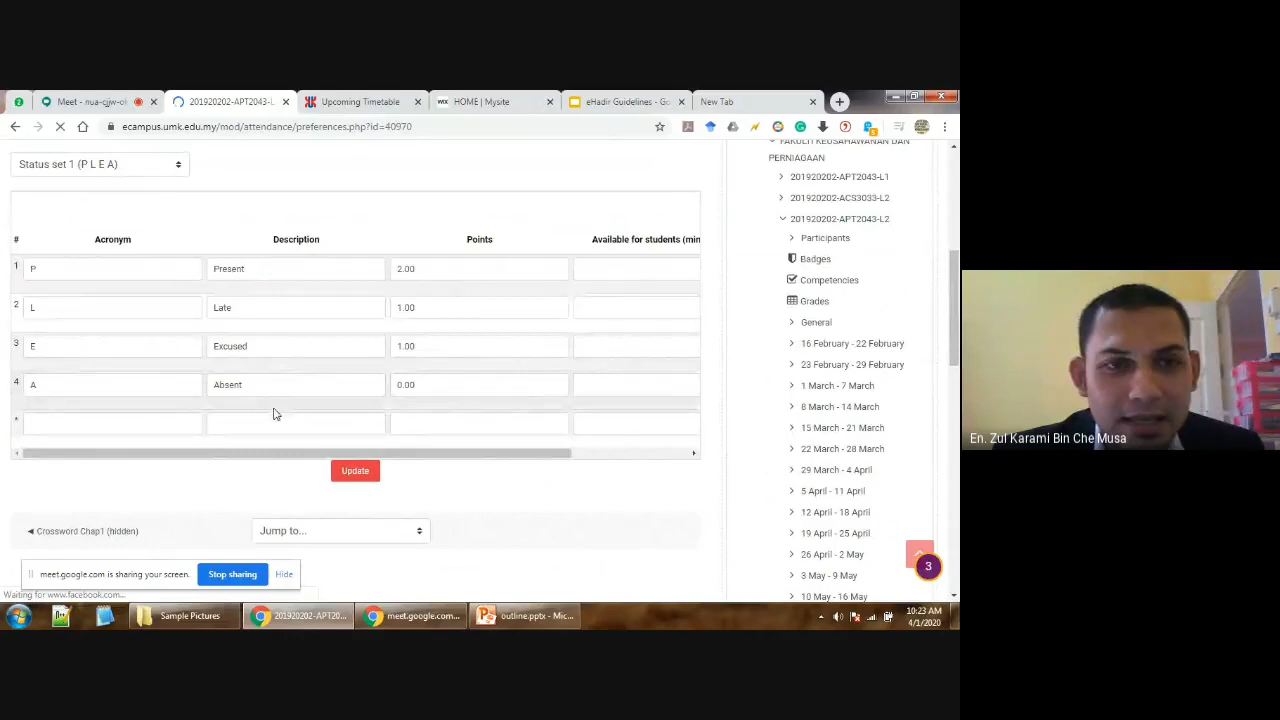 Meet - nua-cjjw-ol
201920202-APT2043-L
Upcoming Timetable
HOME | Mysite
eHadir Guidelines - Go
New Tab
ecampus.umk.edu.my/mod/attendance/preferences.php?id=40970
5
Status set 1 (P L E A)
# Acronym Description Points Available for students (min
1 P Present 2.00
2 L Late 1.00
3 E Excused 1.00
4 A Absent 0.00
*
Update
◄ Crossword Chap1 (hidden)
Jump to...
FAKULTI KEUSAHAWANAN DAN
PERNIAGAAN
201920202-APT2043-L1
201920202-ACS3033-L2
201920202-APT2043-L2
Participants
Badges
Competencies
Grades
General
16 February - 22 February
23 February - 29 February
1 March - 7 March
8 March - 14 March
15 March - 21 March
22 March - 28 March
29 March - 4 April
5 April - 11 April
12 April - 18 April
19 April - 25 April
26 April - 2 May
3 May - 9 May
10 May - 16 May
3
meet.google.com is sharing your screen.
Stop sharing
Hide
Waiting for www.facebook.com...
Sample Pictures
201920202-APT20...
meet.google.com...
outline.pptx - Mic...
10:23 AM
4/1/2020
En. Zul Karami Bin Che Musa